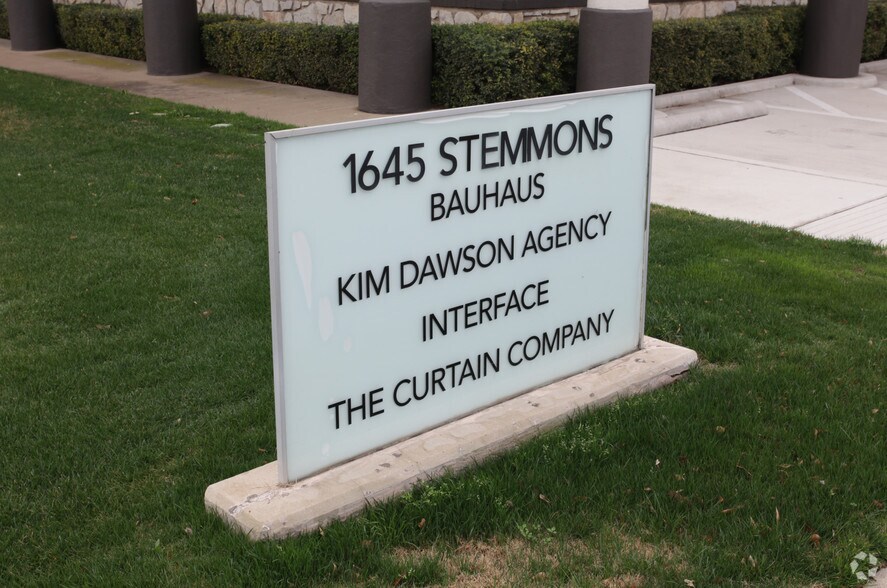 1645 STEMMONS
BAUHAUS
KIM DAWSON AGENCY
INTERFACE
THE CURTAIN COMPANY